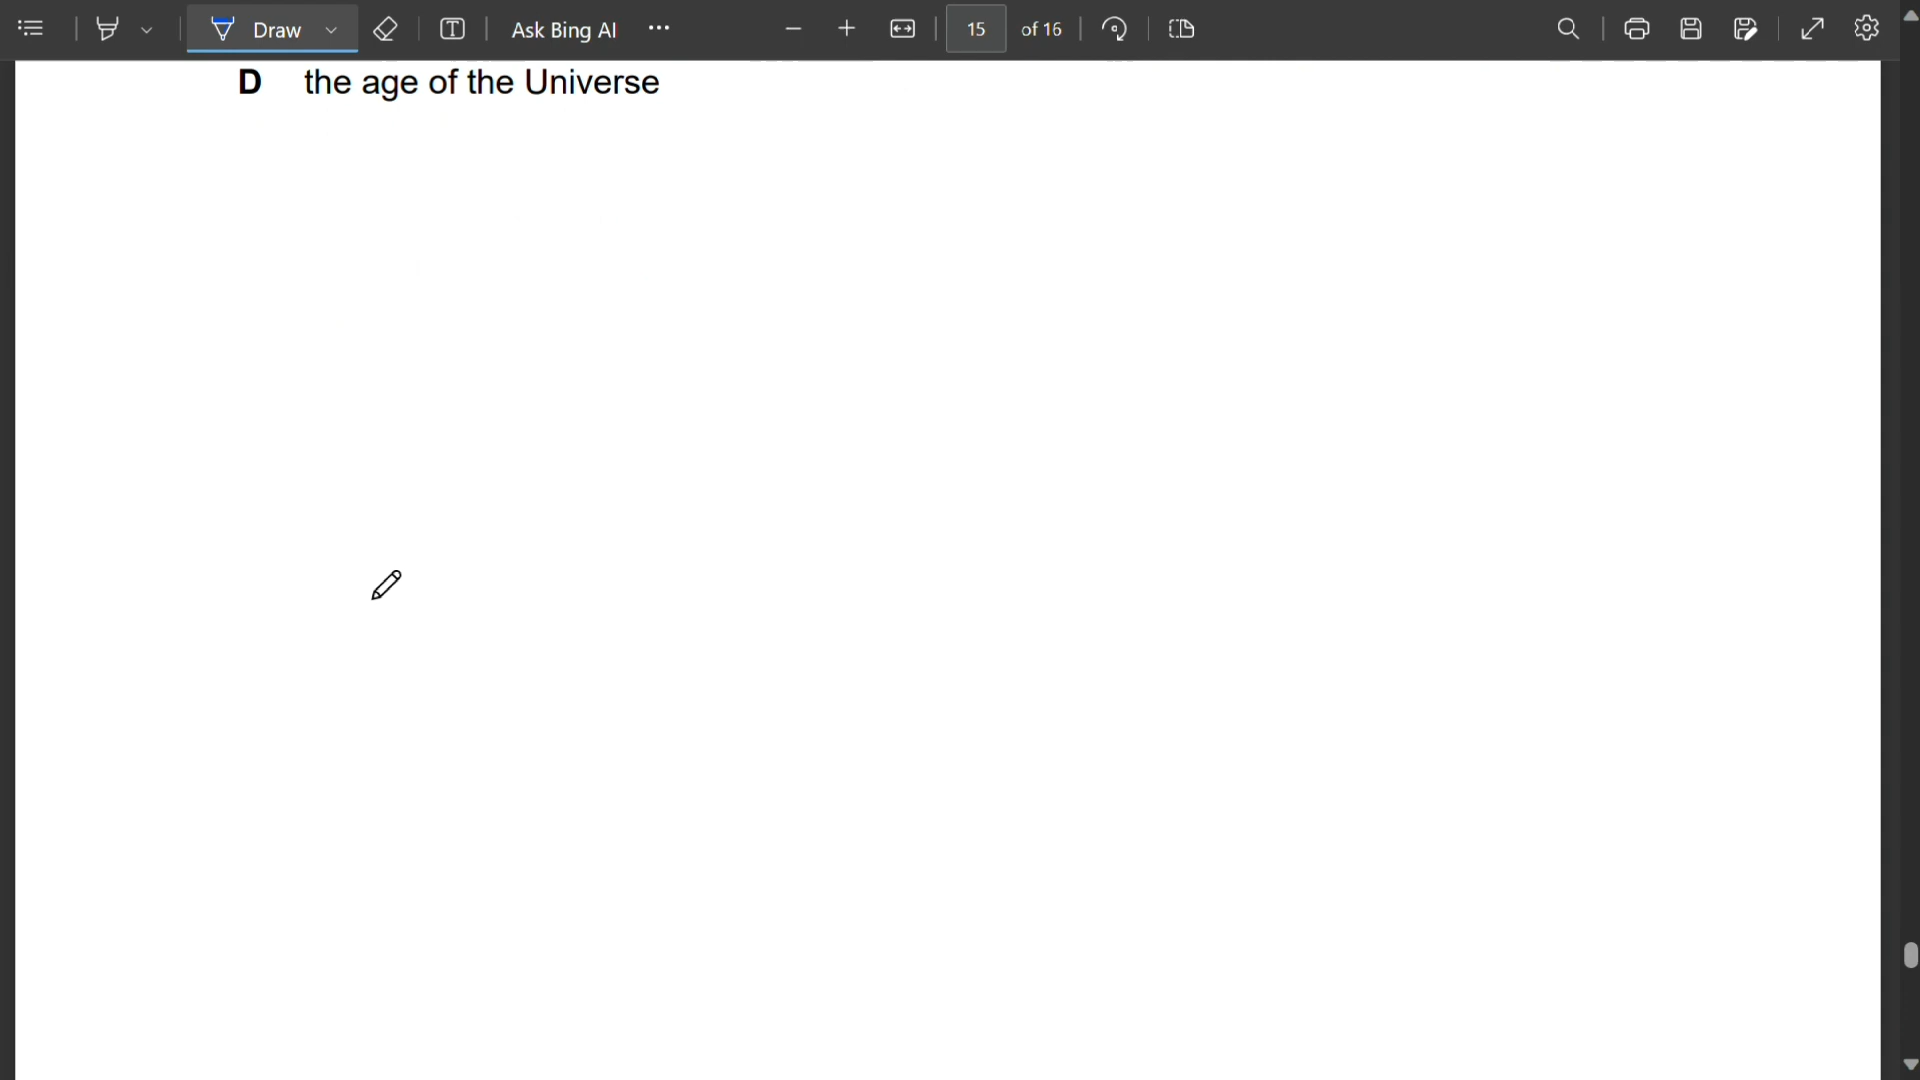 Draw
Ask Bing AI
15
of 16
D the age of the Universe